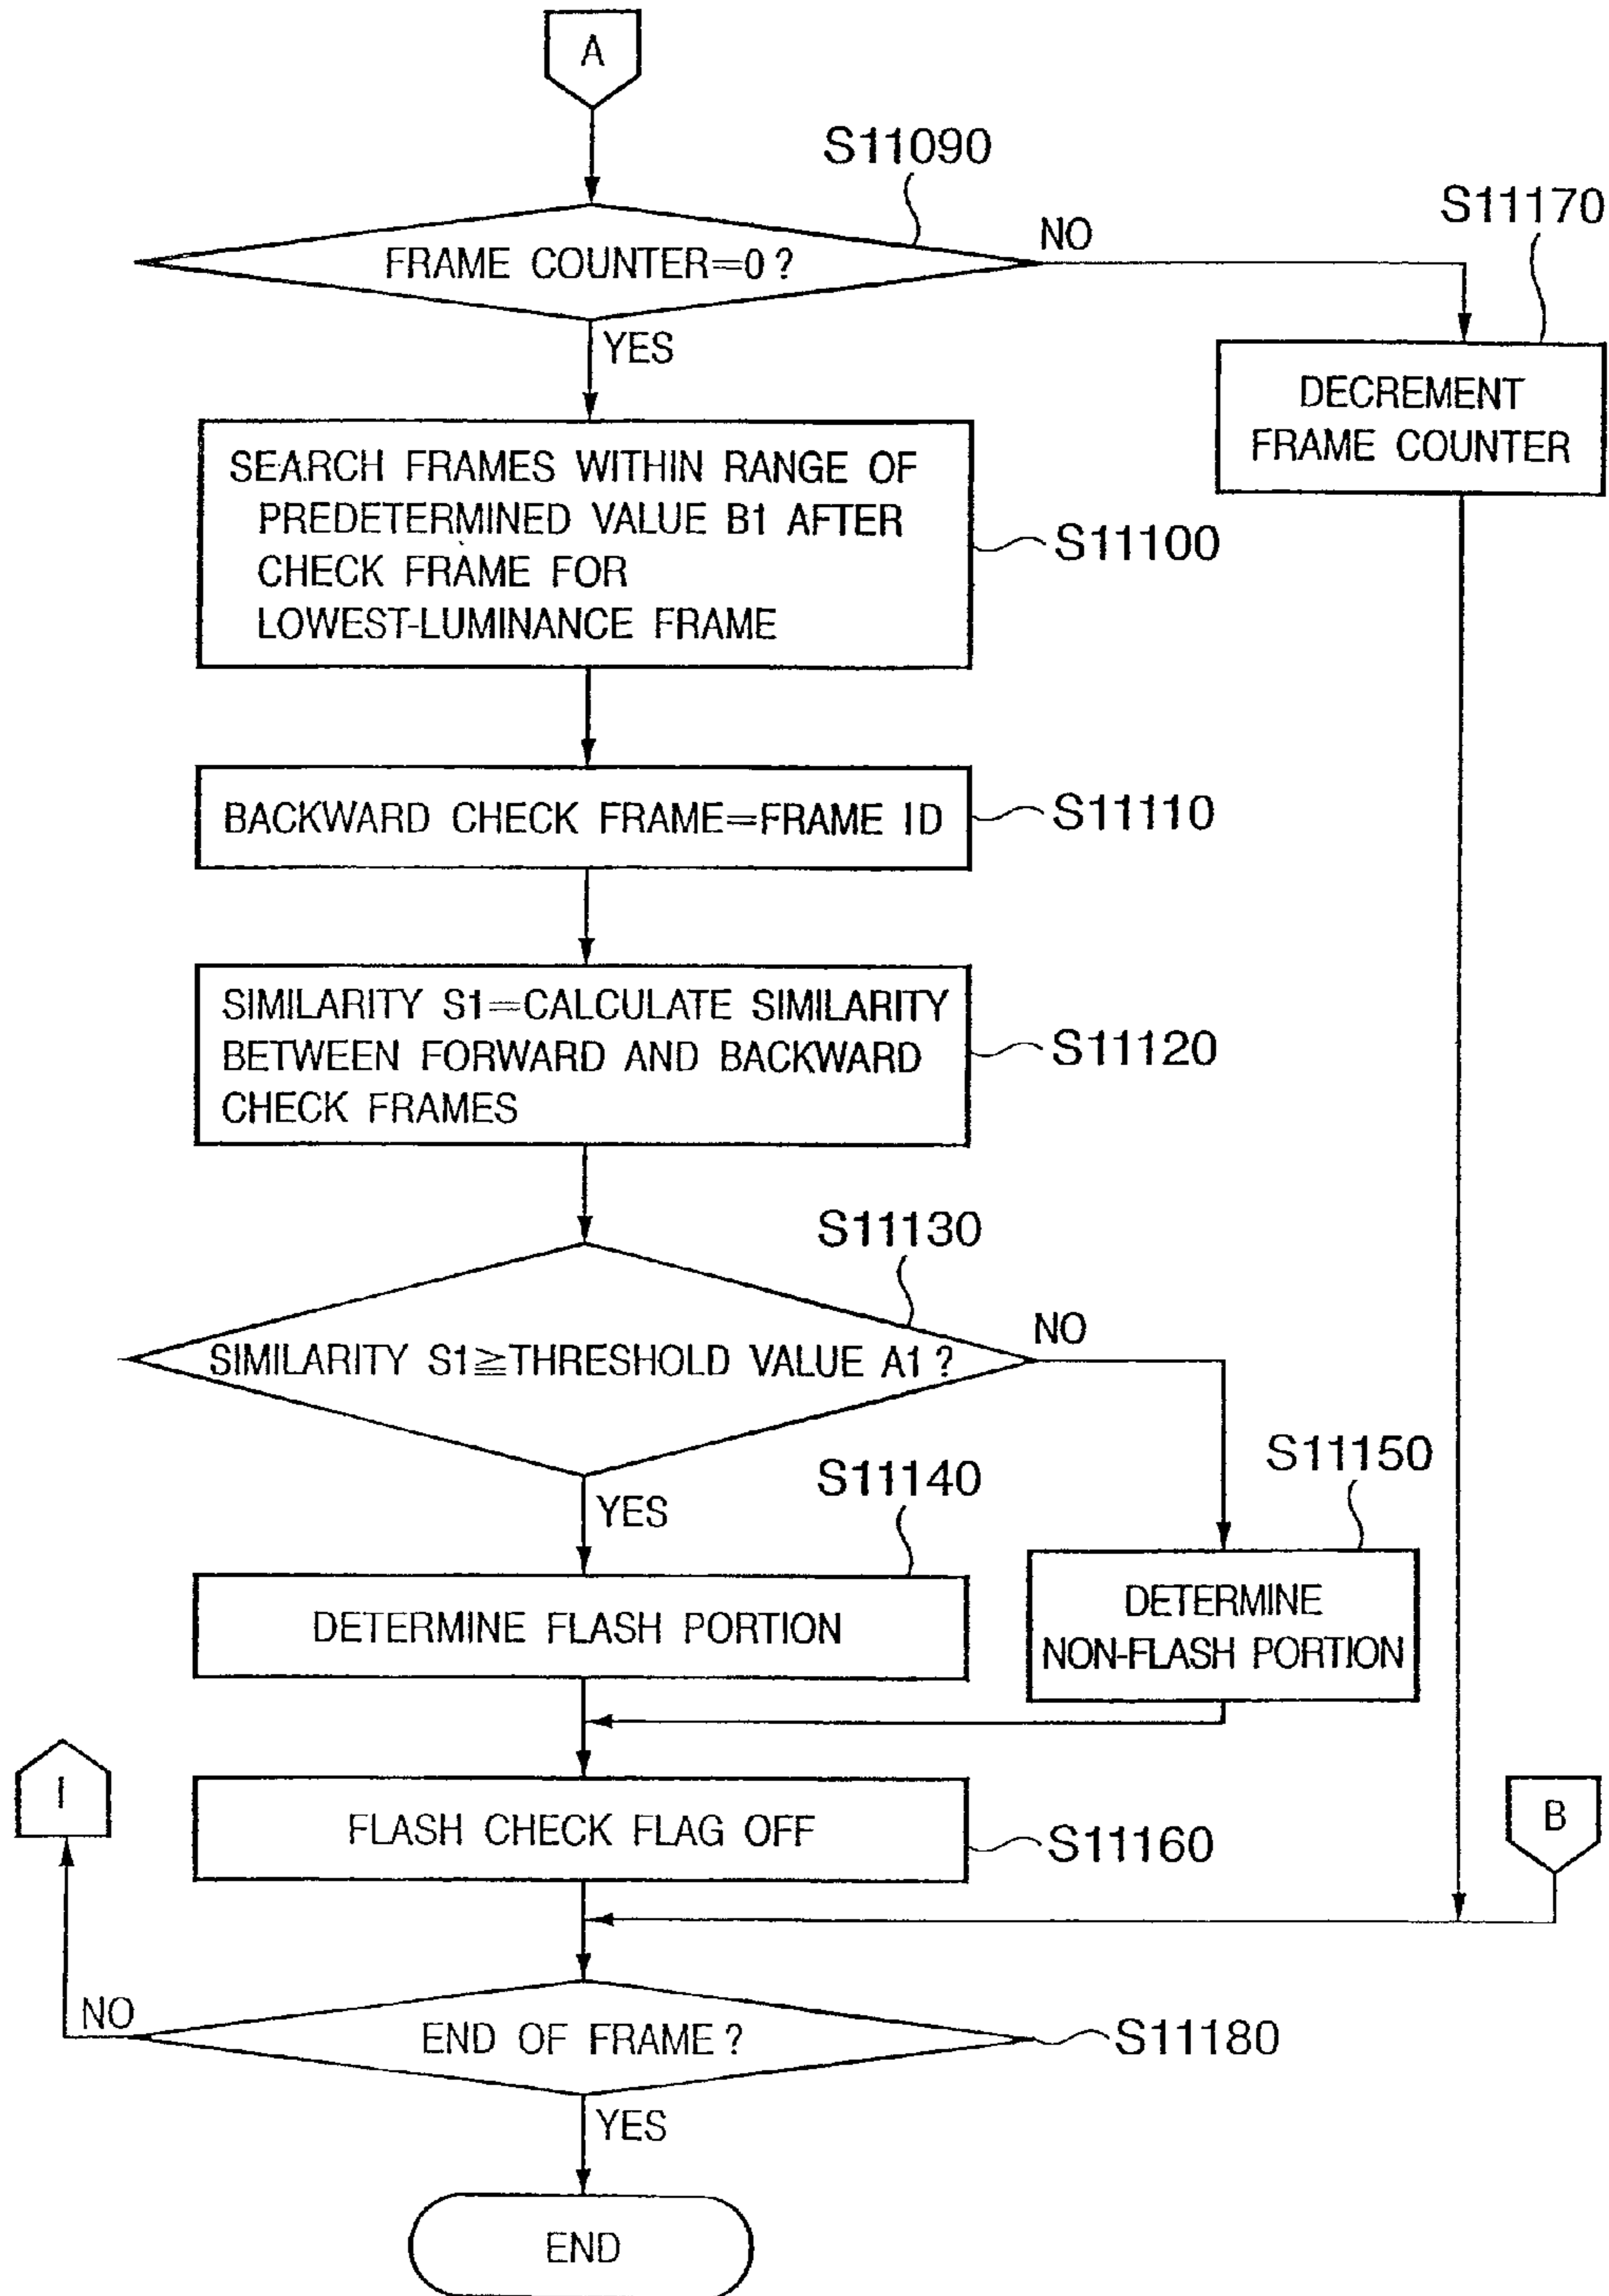 A
S11090
FRAME COUNTER=0?
NO
S11170
YES
DECREMENT
FRAME COUNTER
SEARCH FRAMES WITHIN RANGE OF
PREDETERMINED VALUE B1 AFTER
CHECK FRAME FOR
LOWEST-LUMINANCE FRAME
S11100
BACKWARD CHECK FRAME=FRAME ID
S11110
SIMILARITY S1=CALCULATE SIMILARITY
BETWEEN FORWARD AND BACKWARD
CHECK FRAMES
S11120
S11130
SIMILARITY S1≧THRESHOLD VALUE A1?
NO
YES
S11140
S11150
DETERMINE FLASH PORTION
DETERMINE
NON-FLASH PORTION
I
FLASH CHECK FLAG OFF
S11160
B
NO
END OF FRAME?
S11180
YES
END